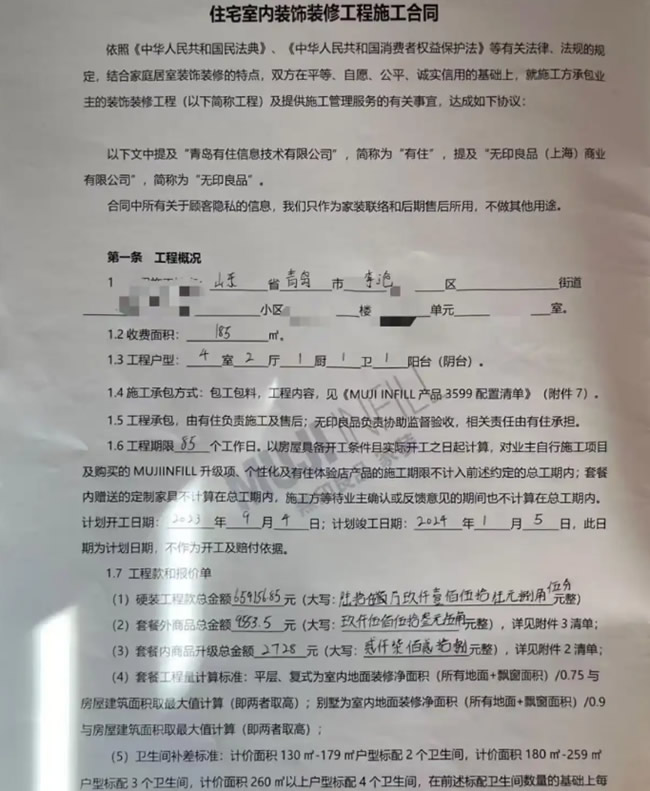 住宅室内装饰装修工程施工合同
依照《中华人民共和国民法典》、《中华人民共和国消费者权益保护法》等有关法律、法规的规
定，结合家庭居室装饰装修的特点，双方在平等、自愿、公平、诚实信用的基础上，就施工方承包业
主的装饰装修工程（以下简称工程）及提供施工管理服务的有关事宜，达成如下协议：
以下文中提及“青岛有住信息技术有限公司”，简称为“有住”，提及“无印良品（上海）商业
有限公司”，简称为“无印良品”。
合同中所有关于顾客隐私的信息，我们只作为家装联络和后期售后所用，不做其他用途。
第一条 工程概况
1 山东 省 青岛 市 李沧 区 街道
小区 楼 单元 室。
1.2 收费面积： 185 ㎡。
1.3 工程户型： 4 室 2 厅 1 厨 1 卫 1 阳台（阴台）。
1.4 施工承包方式：包工包料，工程内容，见《MUJI INFILL 产品 3599 配置清单》（附件 7）。
1.5 工程承包，由有住负责施工及售后；无印良品负责协助监督验收，相关责任由有住承担。
1.6 工程期限 85 个工作日。以房屋具备开工条件且实际开工之日起计算，对业主自行施工项目
及购买的 MUJIINFILL 升级项、个性化及有住体验店产品的施工期限不计入前述约定的总工期内；套餐
内赠送的定制家具不计算在总工期内，施工方等待业主确认或反馈意见的期间也不计算在总工期内。
计划开工日期： 2023 年 9 月 4 日；计划竣工日期： 2024 年 1 月 5 日，此日
期为计划日期，不作为开工及赔付依据。
1.7 工程款和报价单
（1）硬装工程款总金额 元（大写： 元整）
（2）套餐外商品总金额 元（大写： 元整），详见附件 3 清单；
（3）套餐内商品升级总金额 2728 元（大写：贰仟柒佰贰拾捌元整），详见附件 2 清单；
（4）套餐工程量计算标准：平层、复式为室内地面装修净面积（所有地面+飘窗面积）/0.75 与
房屋建筑面积取最大值计算（即两者取高）；别墅为室内地面装修净面积（所有地面+飘窗面积）/0.9
与房屋建筑面积取最大值计算（即两者取高）；
（5）卫生间补差标准：计价面积 130 ㎡-179 ㎡户型标配 2 个卫生间，计价面积 180 ㎡-259 ㎡
户型标配 3 个卫生间，计价面积 260 ㎡以上户型标配 4 个卫生间，在前述标配卫生间数量的基础上每
MUJI INFILL